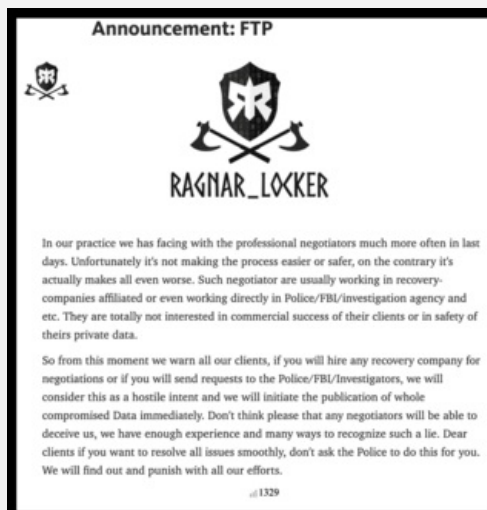 Announcement: FTP
RAGNAR_LOCKER
In our practice we has facing with the professional negotiators much more often in last
days. Unfortunately it's not making the process easier or safer, on the contrary it's
actually makes all even worse. Such negotiator are usually working in recovery-
companies affiliated or even working directly in Police/FBI/investigation agency and
etc. They are totally not interested in commercial success of their clients or in safety of
theirs private data.
So from this moment we warn all our clients, if you will hire any recovery company for
negotiations or if you will send requests to the Police/FBI/Investigators, we will
consider this as a hostile intent and we will initiate the publication of whole
compromised Data immediately. Don't think please that any negotiators will be able to
deceive us, we have enough experience and many ways to recognize such a lie. Dear
clients if you want to resolve all issues smoothly, don't ask the Police to do this for you.
We will find out and punish with all our efforts.
1329